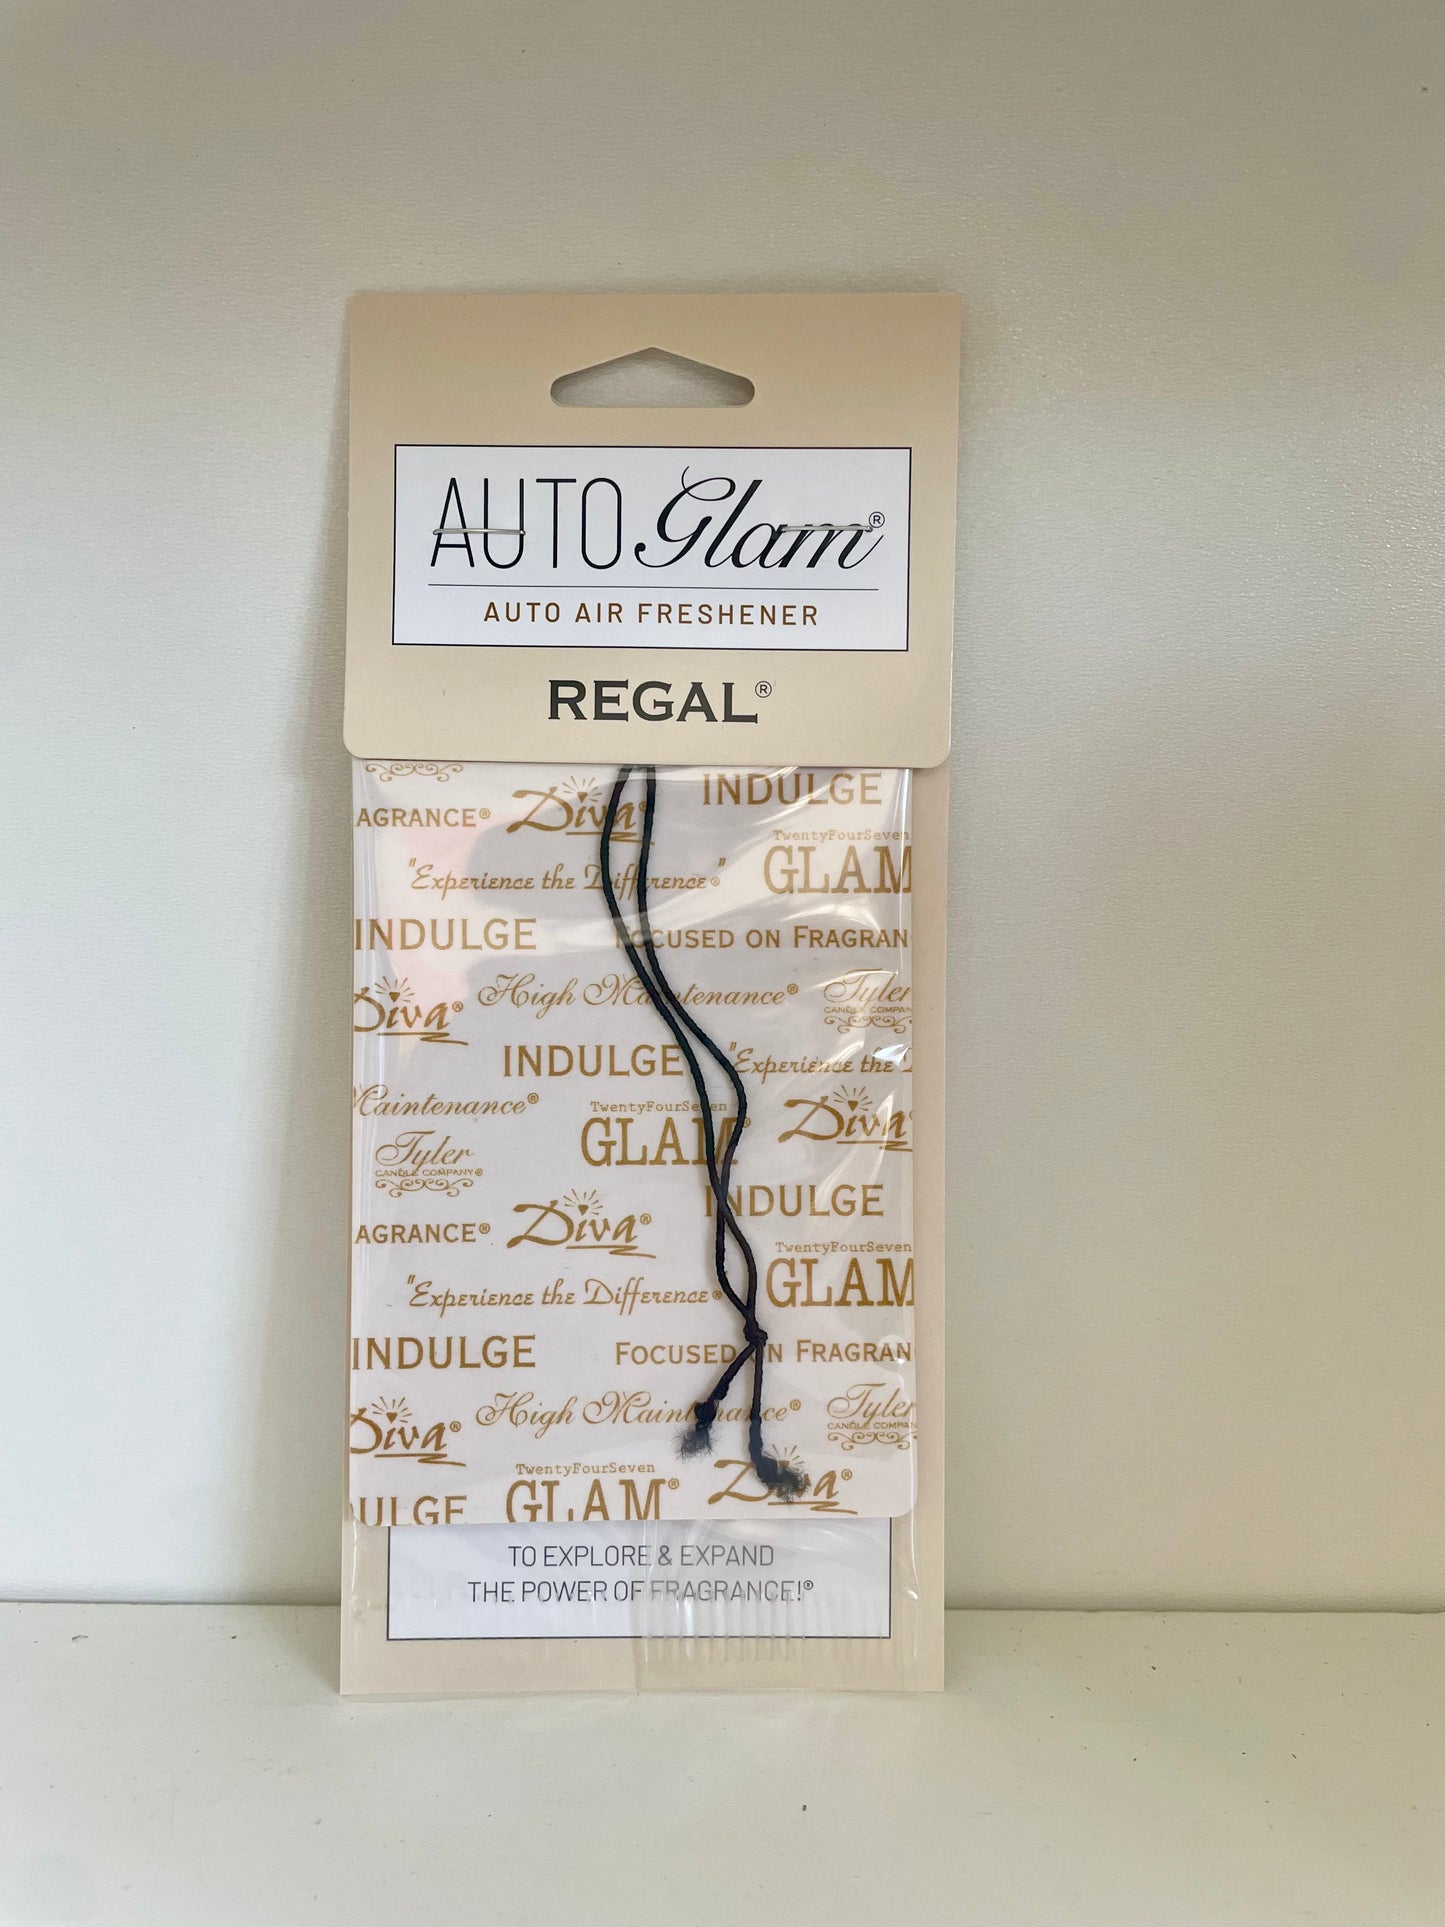 AUTO Glam®
AUTO AIR FRESHENER
REGAL®
AGRANCE® Diva® INDULGE
"Experience the Difference®" TwentyFourSeven
GLAM
INDULGE FOCUSED ON FRAGRAN
Diva® High Maintenance® Tyler
CANDLE COMPAN
INDULGE "Experience the
Maintenance® TwentyFourSeven
GLAM® Diva®
Tyler
CANDLE COMPANY®
INDULGE
AGRANCE® Diva®
TwentyFourSeven
"Experience the Difference® GLAM
INDULGE FOCUSED ON FRAGRAN
Diva® High Maintenance® Tyler
CANDLE COMPAN
TwentyFourSeven
DULGE GLAM® Diva®
TO EXPLORE & EXPAND
THE POWER OF FRAGRANCE!®